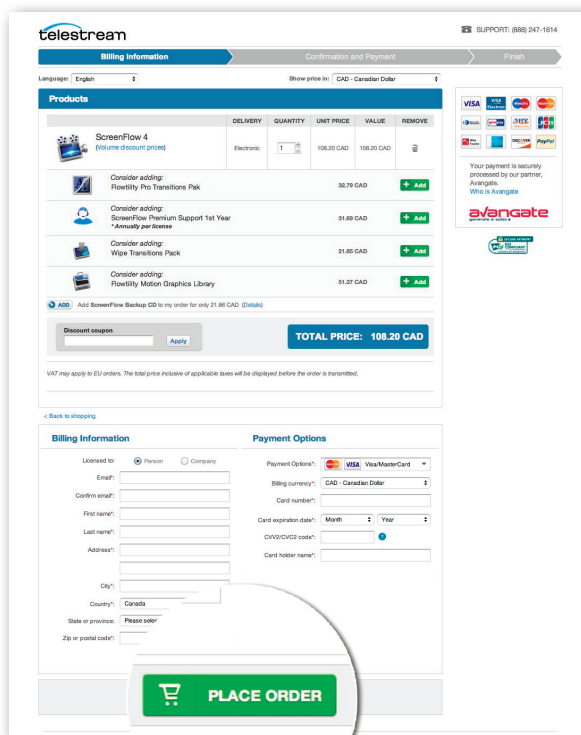 telestream
SUPPORT: (888) 247-1614
Billing Information
Confirmation and Payment
Finish
Language: English
Show price in: CAD - Canadian Dollar
Products
DELIVERY QUANTITY UNIT PRICE VALUE REMOVE
ScreenFlow 4
(Volume discount prices)
Electronic 1 108.20 CAD 108.20 CAD
Consider adding:
Flowtility Pro Transitions Pak
32.79 CAD
+ Add
Consider adding:
ScreenFlow Premium Support 1st Year
* Annually per license
31.69 CAD
+ Add
Consider adding:
Wipe Transitions Pack
21.85 CAD
+ Add
Consider adding:
Flowtility Motion Graphics Library
51.37 CAD
+ Add
ADD Add ScreenFlow Backup CD to my order for only 21.86 CAD (Details)
Discount coupon
Apply
TOTAL PRICE: 108.20 CAD
VAT may apply to EU orders. The total price inclusive of applicable taxes will be displayed before the order is transmitted.
VISA VISA Electron
DISCOVER PayPal
Your payment is securely
processed by our partner,
Avangate.
Who is Avangate
avangate
< Back to shopping
Billing Information
Licensed to: Person Company
Email*:
Confirm email*:
First name*:
Last name*:
Address*:
City*:
Country*: Canada
State or province: Please selec
Zip or postal code*:
Payment Options
Payment Options*: VISA Visa/MasterCard
Billing currency*: CAD - Canadian Dollar
Card number*:
Card expiration date*: Month Year
CVV2/CVC2 code*: ?
Card holder name*:
PLACE ORDER